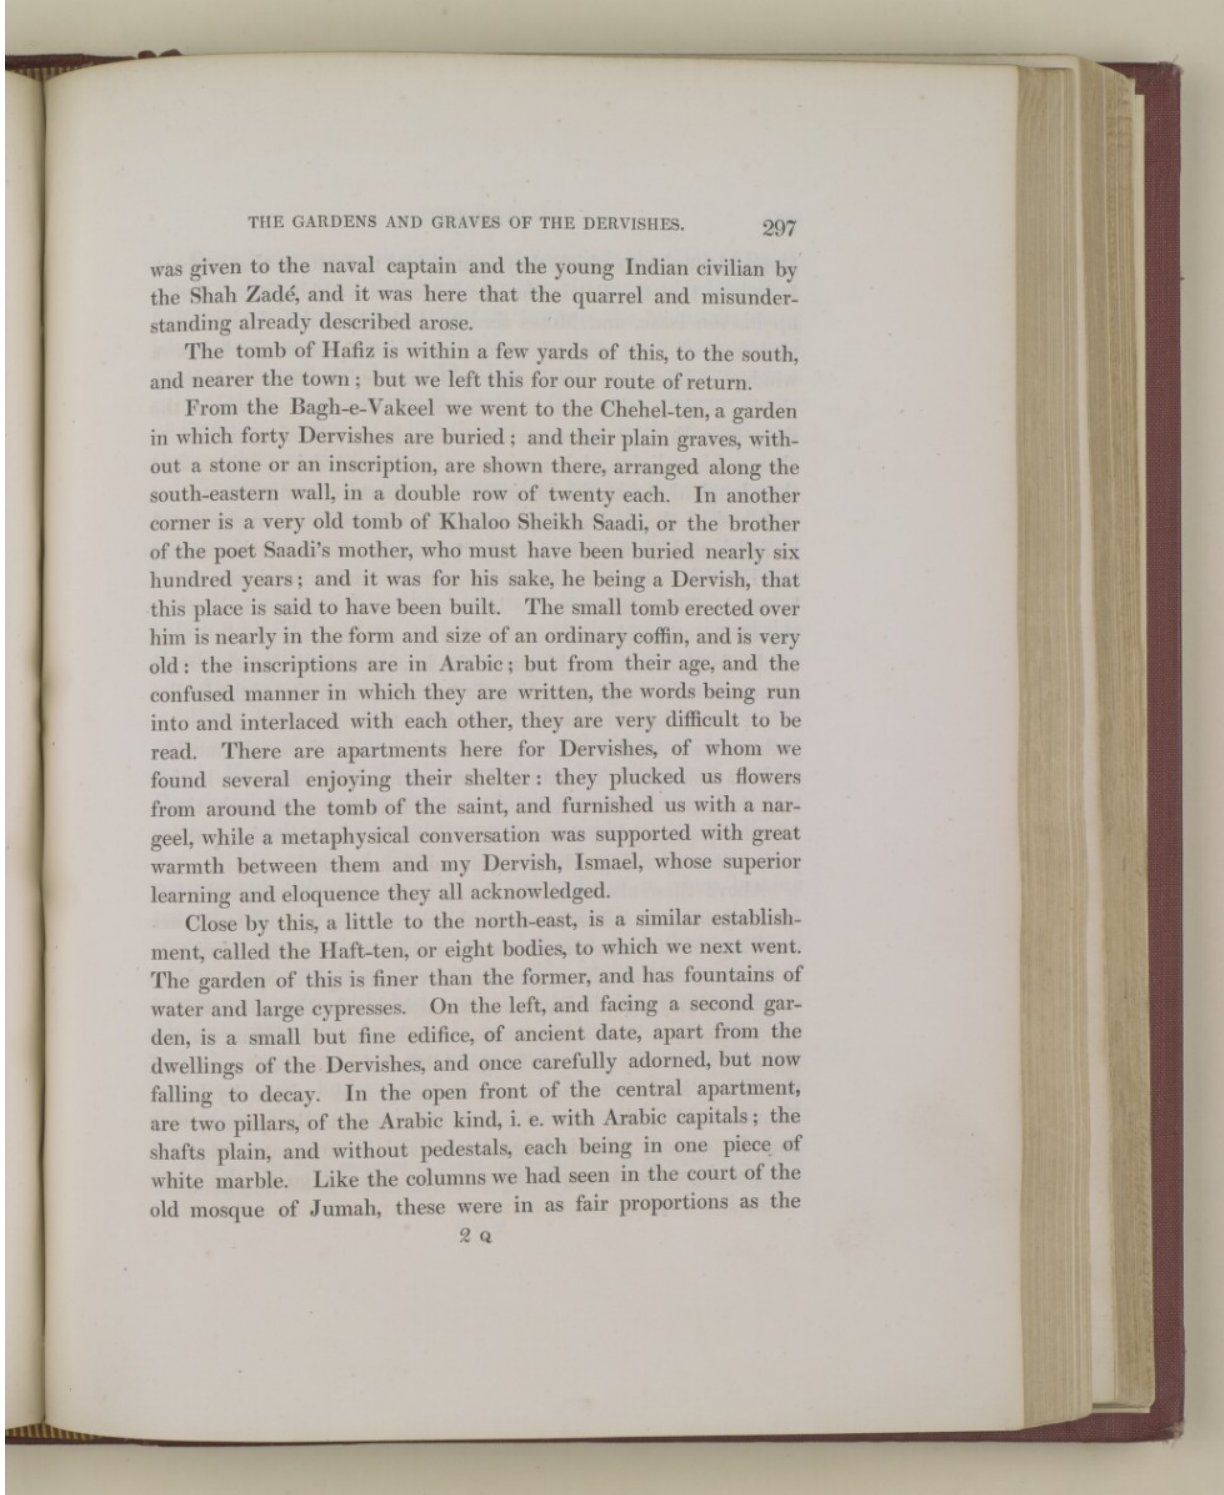 THE GARDENS AND GRAVES OF THE DERVISHES. 297
was given to the naval captain and the young Indian civilian by
the Shah Zadé, and it was here that the quarrel and misunder-
standing already described arose.
The tomb of Hafiz is within a few yards of this, to the south,
and nearer the town; but we left this for our route of return.
From the Bagh-e-Vakeel we went to the Chehel-ten, a garden
in which forty Dervishes are buried; and their plain graves, with-
out a stone or an inscription, are shown there, arranged along the
south-eastern wall, in a double row of twenty each. In another
corner is a very old tomb of Khaloo Sheikh Saadi, or the brother
of the poet Saadi's mother, who must have been buried nearly six
hundred years; and it was for his sake, he being a Dervish, that
this place is said to have been built. The small tomb erected over
him is nearly in the form and size of an ordinary coffin, and is very
old: the inscriptions are in Arabic; but from their age, and the
confused manner in which they are written, the words being run
into and interlaced with each other, they are very difficult to be
read. There are apartments here for Dervishes, of whom we
found several enjoying their shelter: they plucked us flowers
from around the tomb of the saint, and furnished us with a nar-
geel, while a metaphysical conversation was supported with great
warmth between them and my Dervish, Ismael, whose superior
learning and eloquence they all acknowledged.
Close by this, a little to the north-east, is a similar establish-
ment, called the Haft-ten, or eight bodies, to which we next went.
The garden of this is finer than the former, and has fountains of
water and large cypresses. On the left, and facing a second gar-
den, is a small but fine edifice, of ancient date, apart from the
dwellings of the Dervishes, and once carefully adorned, but now
falling to decay. In the open front of the central apartment,
are two pillars, of the Arabic kind, i. e. with Arabic capitals; the
shafts plain, and without pedestals, each being in one piece of
white marble. Like the columns we had seen in the court of the
old mosque of Jumah, these were in as fair proportions as the
2 Q